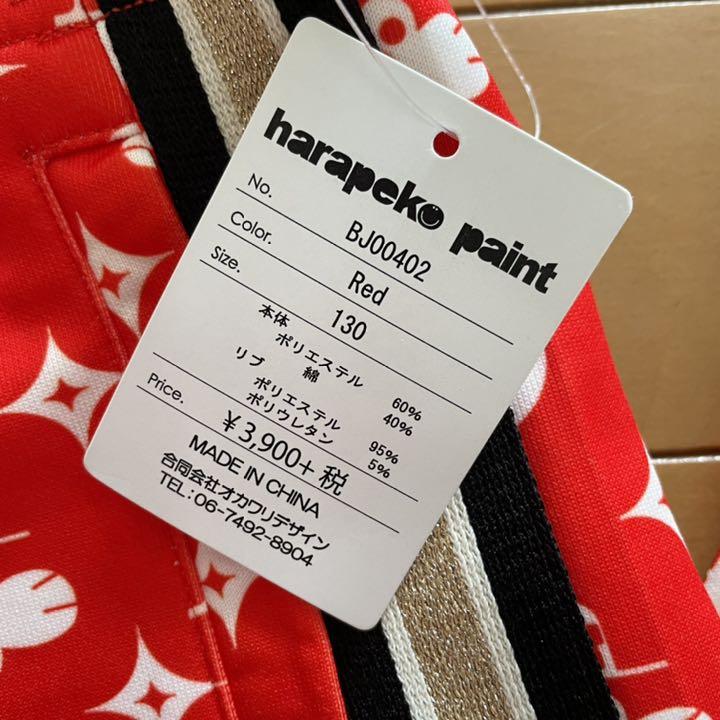 harapeko paint
No. BJ00402
Color. Red
Size. 130
本体 ポリエステル 60%
綿 40%
リブ ポリエステル 95%
ポリウレタン 5%
Price. ¥3,900+税
MADE IN CHINA
合同会社オカワリデザイン
TEL:06-7492-8904